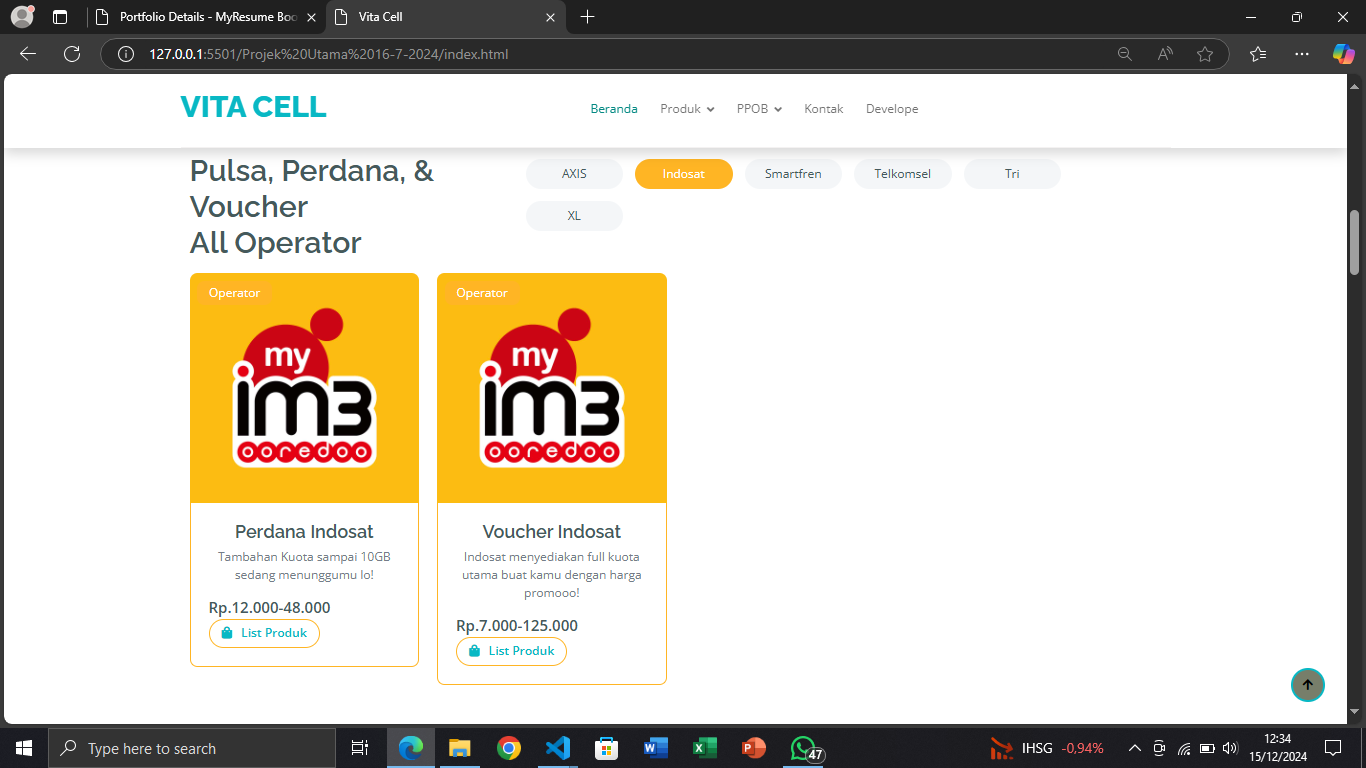 Portfolio Details - MyResume Boo
Vita Cell
127.0.0.1:5501/Projek%20Utama%2016-7-2024/index.html
VITA CELL
Beranda
Produk
PPOB
Kontak
Develope
Pulsa, Perdana, &
Voucher
All Operator
AXIS
Indosat
Smartfren
Telkomsel
Tri
XL
Operator
my
im3
ooredoo
Perdana Indosat
Tambahan Kuota sampai 10GB
sedang menunggumu lo!
Rp.12.000-48.000
List Produk
Operator
my
im3
ooredoo
Voucher Indosat
Indosat menyediakan full kuota
utama buat kamu dengan harga
promooo!
Rp.7.000-125.000
List Produk
Type here to search
47
IHSG -0,94%
12:34
15/12/2024